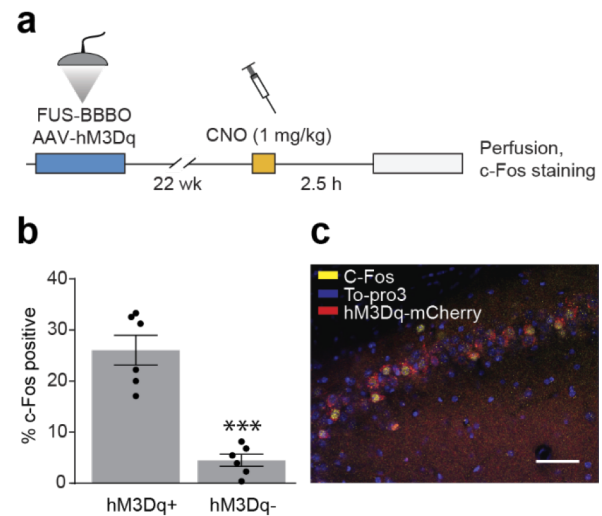 a
FUS-BBBO
AAV-hM3Dq
CNO (1 mg/kg)
22 wk
2.5 h
Perfusion,
c-Fos staining
b
% c-Fos positive
40
30
20
10
0
***
hM3Dq+
hM3Dq-
c
C-Fos
To-pro3
hM3Dq-mCherry